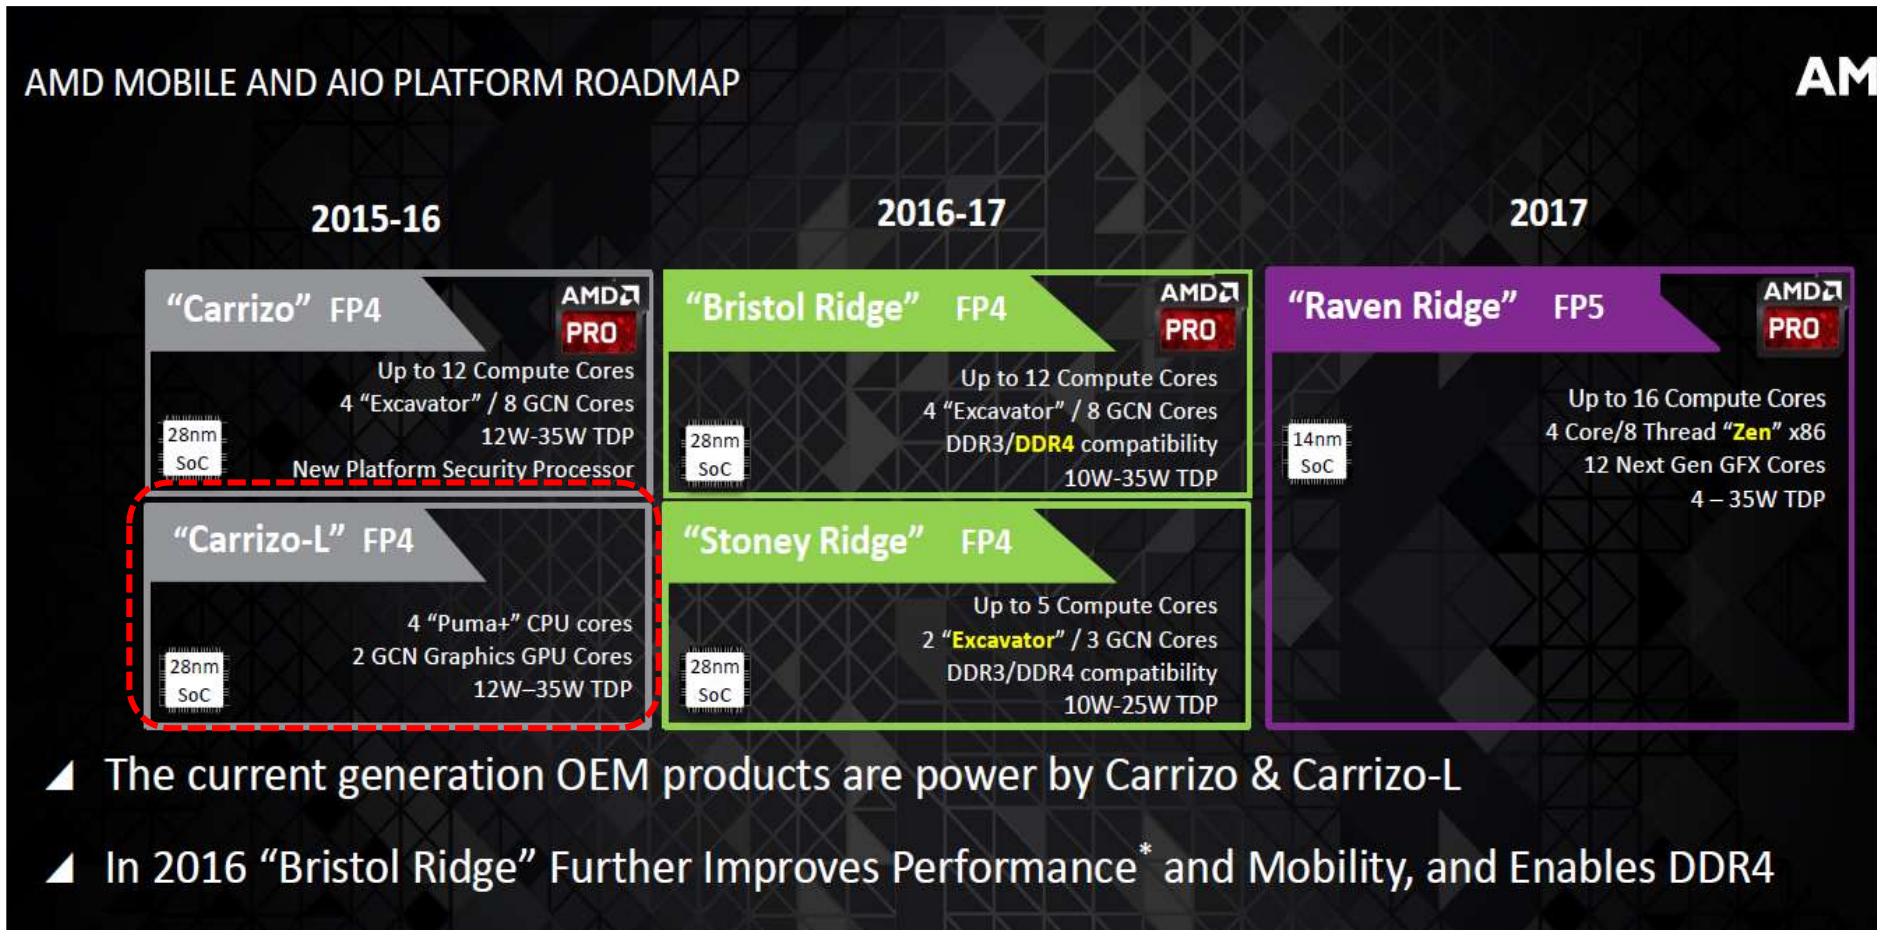 AMD MOBILE AND AIO PLATFORM ROADMAP
AM
2015-16
2016-17
2017
“Carrizo” FP4
AMD
PRO
Up to 12 Compute Cores
4 “Excavator” / 8 GCN Cores
12W-35W TDP
New Platform Security Processor
28nm
SoC
“Carrizo-L” FP4
4 “Puma+” CPU cores
2 GCN Graphics GPU Cores
12W–35W TDP
28nm
SoC
“Bristol Ridge” FP4
AMD
PRO
Up to 12 Compute Cores
4 “Excavator” / 8 GCN Cores
DDR3/DDR4 compatibility
10W-35W TDP
28nm
SoC
“Stoney Ridge” FP4
Up to 5 Compute Cores
2 “Excavator” / 3 GCN Cores
DDR3/DDR4 compatibility
10W-25W TDP
28nm
SoC
“Raven Ridge” FP5
AMD
PRO
Up to 16 Compute Cores
4 Core/8 Thread “Zen” x86
12 Next Gen GFX Cores
4 – 35W TDP
14nm
SoC
The current generation OEM products are power by Carrizo & Carrizo-L
In 2016 “Bristol Ridge” Further Improves Performance* and Mobility, and Enables DDR4